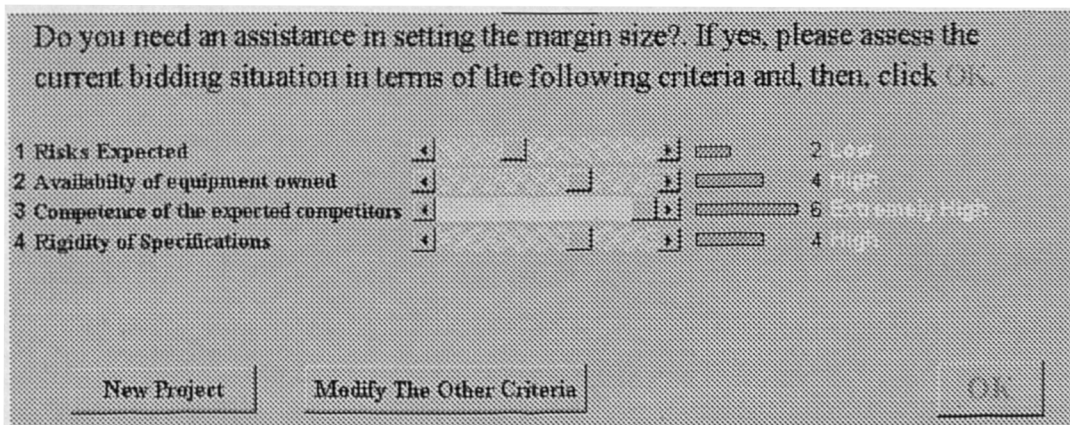 Do you need an assistance in setting the margin size?. If yes, please assess the
current bidding situation in terms of the following criteria and, then, click OK.
1 Risks Expected 2 Low
2 Availabilty of equipment owned 4 High
3 Competence of the expected competitors 6 Extremely High
4 Rigidity of Specifications 4 High
New Project Modify The Other Criteria OK